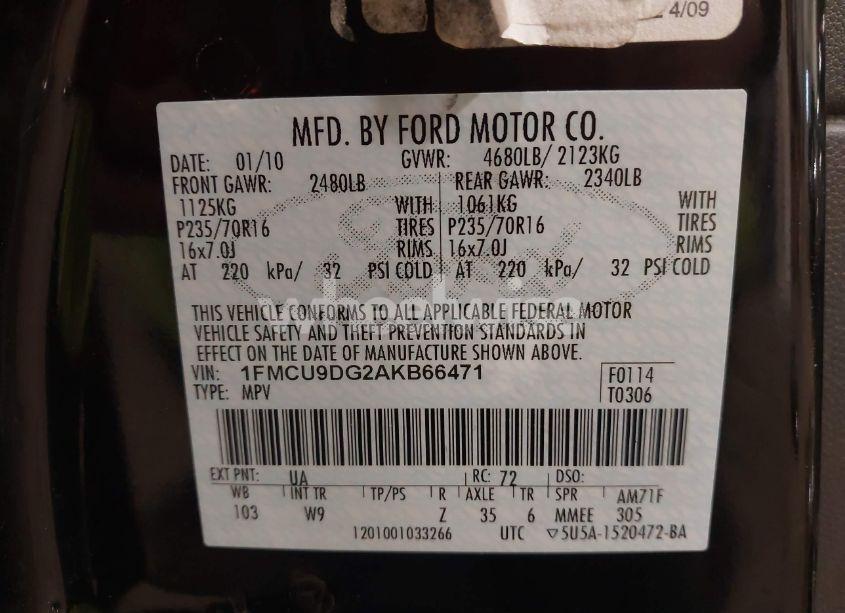 4/09
MFD. BY FORD MOTOR CO.
DATE: 01/10 GVWR: 4680LB/ 2123KG
FRONT GAWR: 2480LB REAR GAWR: 2340LB
1125KG WITH 1061KG WITH
P235/70R16 TIRES P235/70R16 TIRES
16x7.0J RIMS 16x7.0J RIMS
AT 220 kPa/ 32 PSI COLD AT 220 kPa/ 32 PSI COLD
THIS VEHICLE CONFORMS TO ALL APPLICABLE FEDERAL MOTOR
VEHICLE SAFETY AND THEFT PREVENTION STANDARDS IN
EFFECT ON THE DATE OF MANUFACTURE SHOWN ABOVE.
VIN: 1FMCU9DG2AKB66471 F0114
TYPE: MPV T0306
EXT PNT: UA RC: 72 DSO:
WB INT TR TP/PS R AXLE TR SPR AM71F
103 W9 Z 35 6 MMEE 305
1201001033266 UTC ▽5U5A-1520472-BA